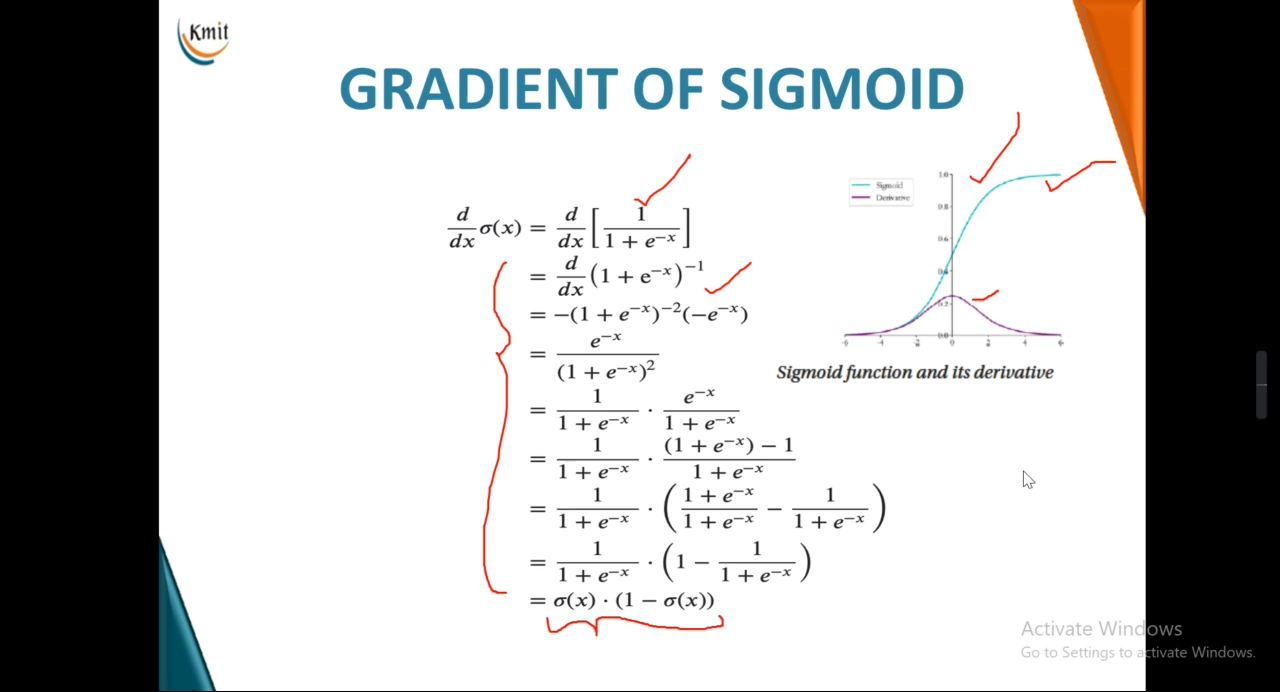 Kmit
GRADIENT OF SIGMOID
d/dx σ(x) = d/dx [1/(1 + e⁻ˣ)]
= d/dx (1 + e⁻ˣ)⁻¹
= −(1 + e⁻ˣ)⁻²(−e⁻ˣ)
= e⁻ˣ/(1 + e⁻ˣ)²
= 1/(1 + e⁻ˣ) · e⁻ˣ/(1 + e⁻ˣ)
= 1/(1 + e⁻ˣ) · ((1 + e⁻ˣ) − 1)/(1 + e⁻ˣ)
= 1/(1 + e⁻ˣ) · ((1 + e⁻ˣ)/(1 + e⁻ˣ) − 1/(1 + e⁻ˣ))
= 1/(1 + e⁻ˣ) · (1 − 1/(1 + e⁻ˣ))
= σ(x) · (1 − σ(x))
Sigmoid
Derivative
1.0
0.8
0.6
0.4
0.2
0.0
-6 -4 -2 0 2 4 6
Sigmoid function and its derivative
Activate Windows
Go to Settings to activate Windows.